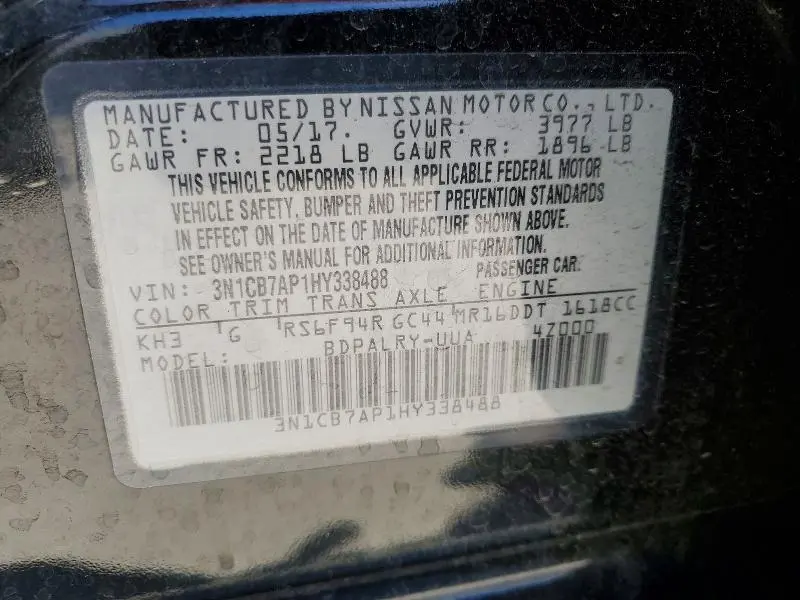 MANUFACTURED BY NISSAN MOTOR CO., LTD.
DATE: 05/17. GVWR: 3977 LB
GAWR FR: 2218 LB GAWR RR: 1896 LB
THIS VEHICLE CONFORMS TO ALL APPLICABLE FEDERAL MOTOR
VEHICLE SAFETY, BUMPER AND THEFT PREVENTION STANDARDS
IN EFFECT ON THE DATE OF MANUFACTURE SHOWN ABOVE.
SEE OWNER'S MANUAL FOR ADDITIONAL INFORMATION.
VIN: 3N1CB7AP1HY338488 PASSENGER CAR.
COLOR TRIM TRANS AXLE ENGINE
KH3 G RS6F94R GC44 MR16DDT 1618CC
MODEL: BDPALRY-UUA 4Z000
3N1CB7AP1HY338488